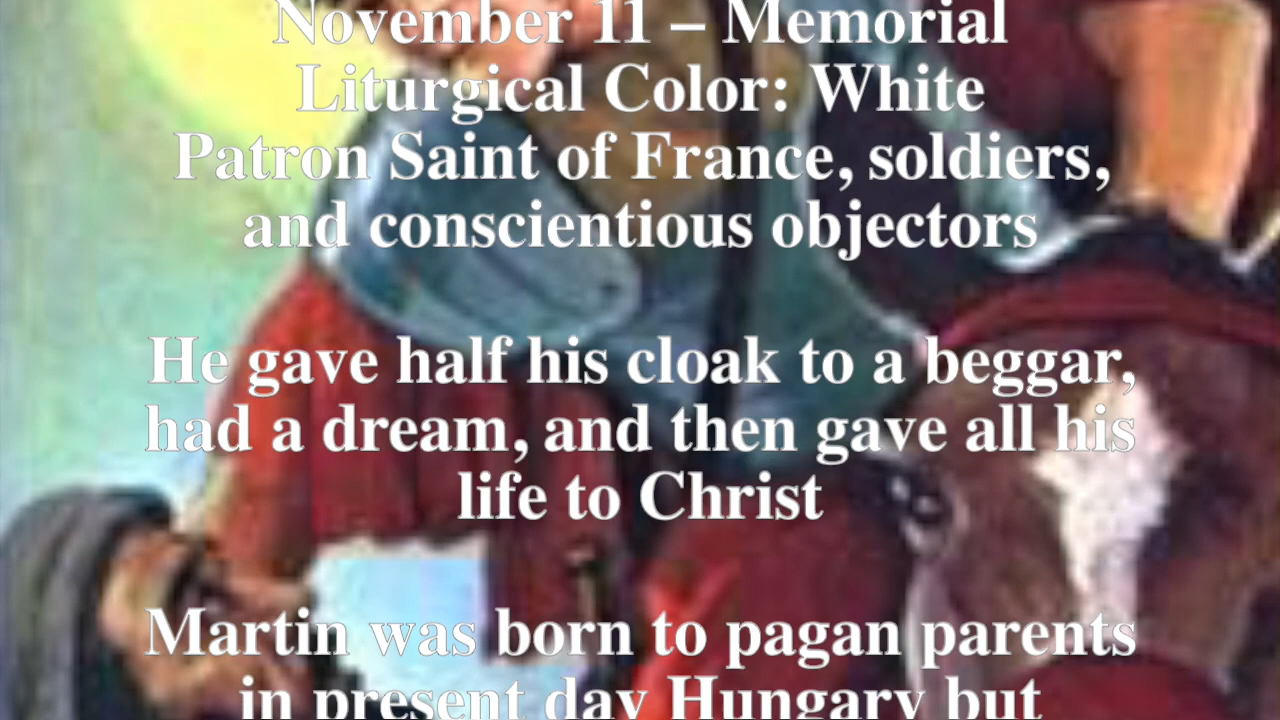 November 11 – Memorial
Liturgical Color: White
Patron Saint of France, soldiers,
and conscientious objectors
He gave half his cloak to a beggar,
had a dream, and then gave all his
life to Christ
Martin was born to pagan parents
in present day Hungary but